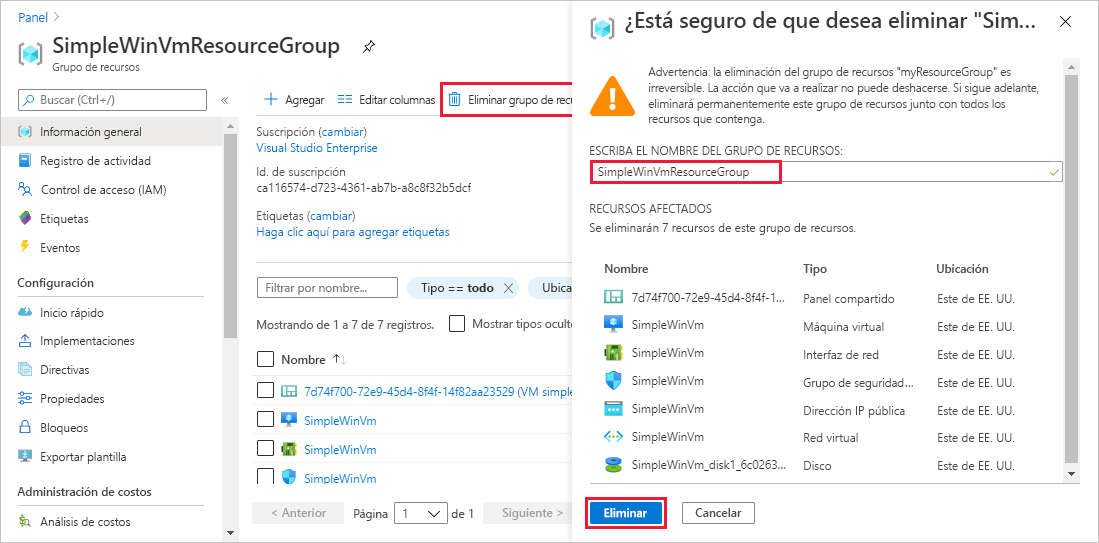 Panel >
SimpleWinVmResourceGroup
Grupo de recursos
Buscar (Ctrl+/)
«
Información general
Registro de actividad
Control de acceso (IAM)
Etiquetas
Eventos
Configuración
Inicio rápido
Implementaciones
Directivas
Propiedades
Bloqueos
Exportar plantilla
Administración de costos
Análisis de costos
Agregar
Editar columnas
Eliminar grupo de recu
Suscripción (cambiar)
Visual Studio Enterprise
Id. de suscripción
ca116574-d723-4361-ab7b-a8c8f32b5dcf
Etiquetas (cambiar)
Haga clic aquí para agregar etiquetas
Filtrar por nombre...
Tipo == todo
Ubica
Mostrando de 1 a 7 de 7 registros.
Mostrar tipos ocult
Nombre
7d74f700-72e9-45d4-8f4f-14f82aa23529 (VM simple
SimpleWinVm
SimpleWinVm
SimpleWinVm
< Anterior
Página 1 de 1
Siguiente >
¿Está seguro de que desea eliminar "Sim...
Advertencia: la eliminación del grupo de recursos "myResourceGroup" es
irreversible. La acción que va a realizar no puede deshacerse. Si sigue adelante,
eliminará permanentemente este grupo de recursos junto con todos los
recursos que contenga.
ESCRIBA EL NOMBRE DEL GRUPO DE RECURSOS:
SimpleWinVmResourceGroup
RECURSOS AFECTADOS
Se eliminarán 7 recursos de este grupo de recursos.
Nombre Tipo Ubicación
7d74f700-72e9-45d4-8f4f-1... Panel compartido Este de EE. UU.
SimpleWinVm Máquina virtual Este de EE. UU.
SimpleWinVm Interfaz de red Este de EE. UU.
SimpleWinVm Grupo de seguridad... Este de EE. UU.
SimpleWinVm Dirección IP pública Este de EE. UU.
SimpleWinVm Red virtual Este de EE. UU.
SimpleWinVm_disk1_6c0263... Disco Este de EE. UU.
Eliminar
Cancelar